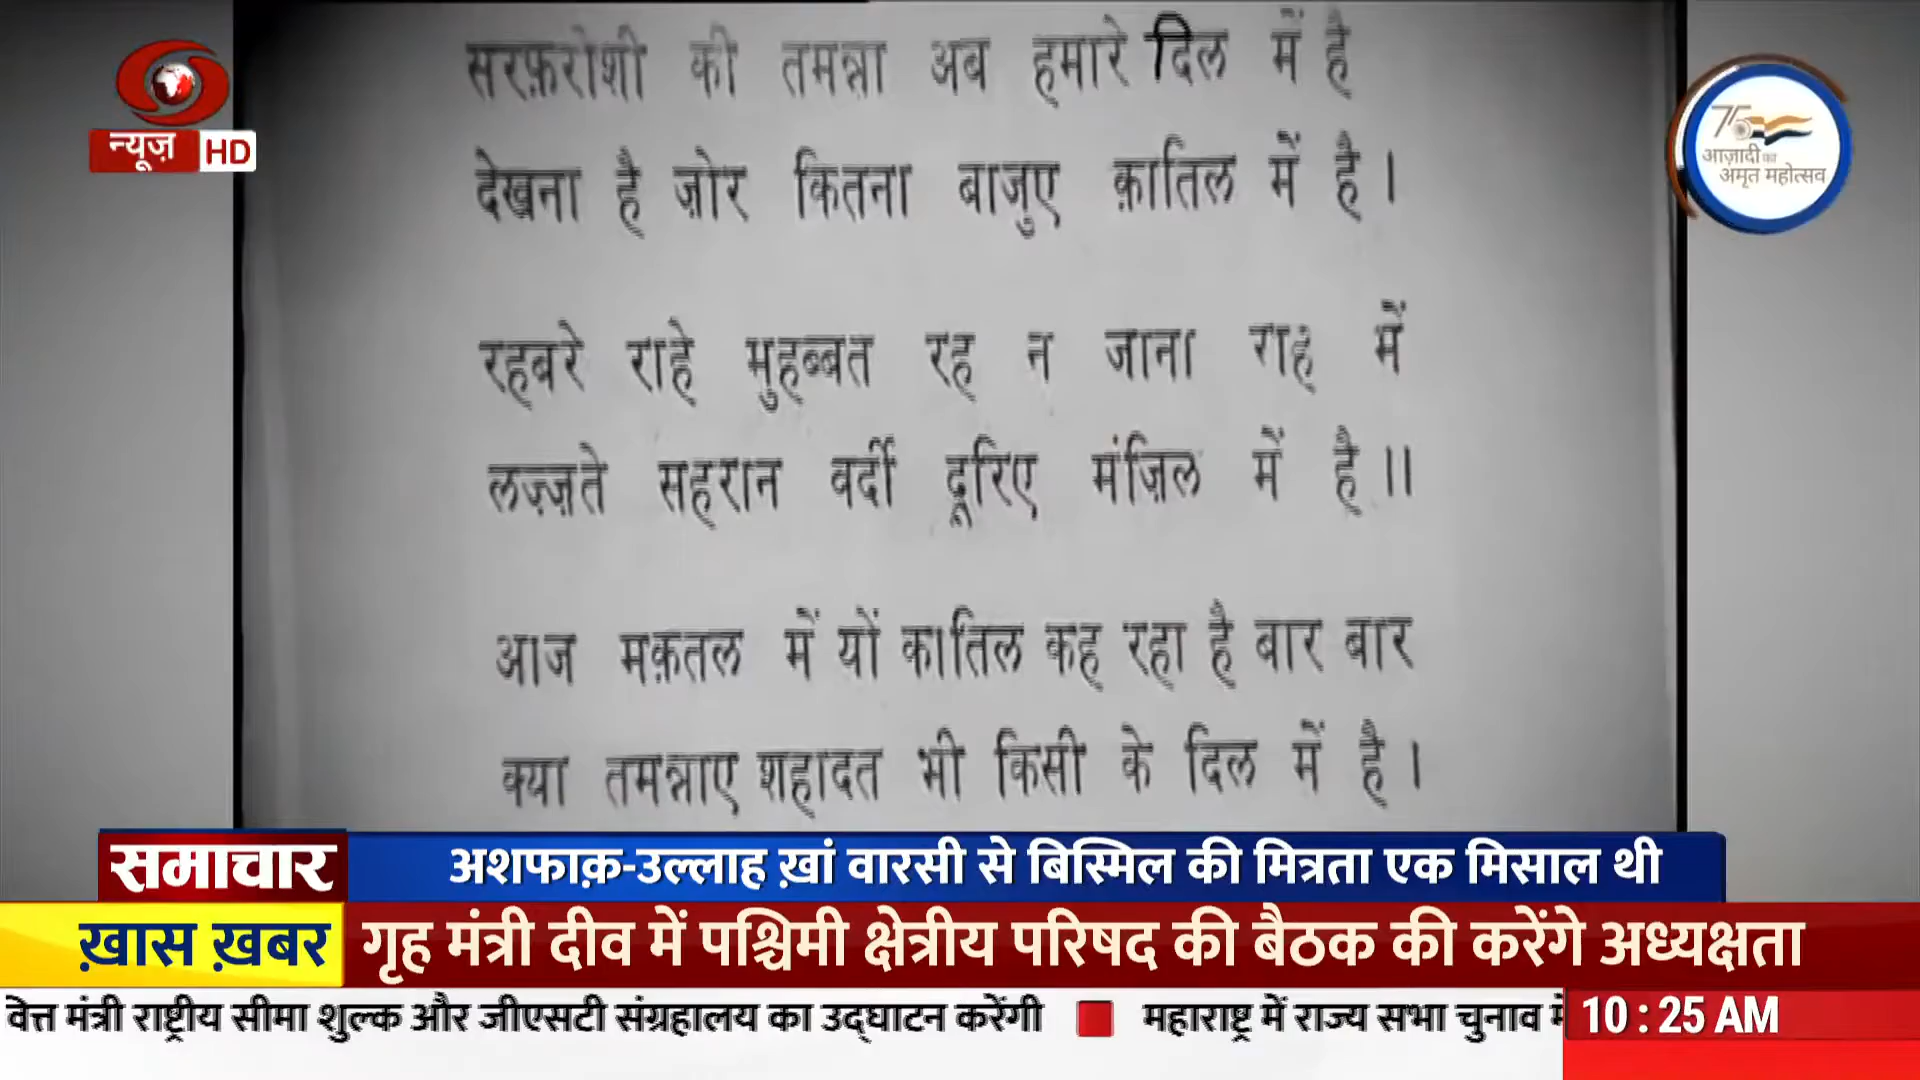 सरफ़रोशी की तमन्ना अब हमारे दिल में है
देखना है ज़ोर कितना बाजुए क़ातिल में है ।
रहबरे राहे मुहब्बत रह न जाना राह में
लज़्ज़ते सहरान वर्दी दूरिए मंज़िल में है ।।
आज मक़तल में यों कातिल कह रहा है बार बार
क्या तमन्नाए शहादत भी किसी के दिल में है ।
न्यूज़ HD
75
आज़ादी का
अमृत महोत्सव
समाचार अशफाक़-उल्लाह ख़ां वारसी से बिस्मिल की मित्रता एक मिसाल थी
ख़ास ख़बर गृह मंत्री दीव में पश्चिमी क्षेत्रीय परिषद की बैठक की करेंगे अध्यक्षता
मंत्री राष्ट्रीय सीमा शुल्क और जीएसटी संग्रहालय का उद्घाटन करेंगी महाराष्ट्र में राज्य सभा चुनाव 10 : 25 AM